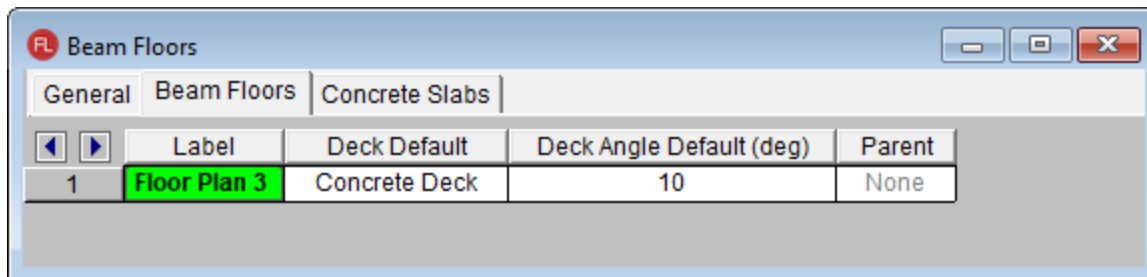 FL Beam Floors
General Beam Floors Concrete Slabs
Label Deck Default Deck Angle Default (deg) Parent
1 Floor Plan 3 Concrete Deck 10 None